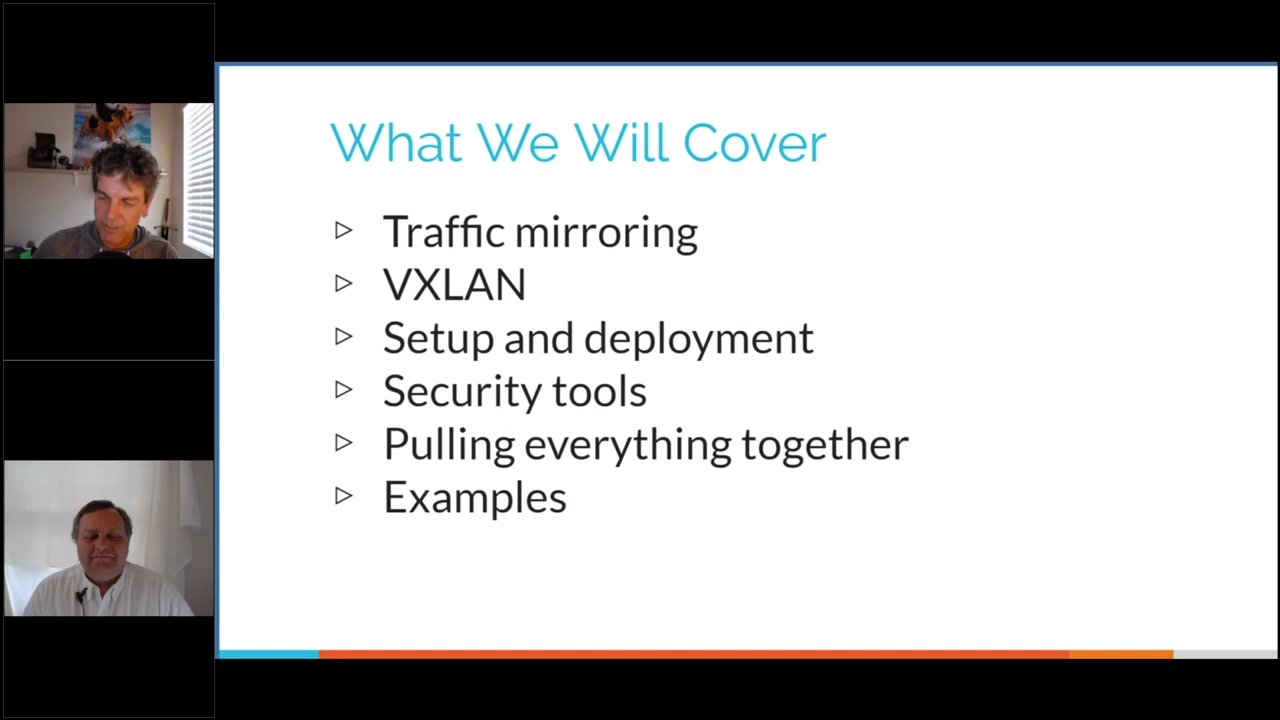 What We Will Cover
Traffic mirroring
VXLAN
Setup and deployment
Security tools
Pulling everything together
Examples